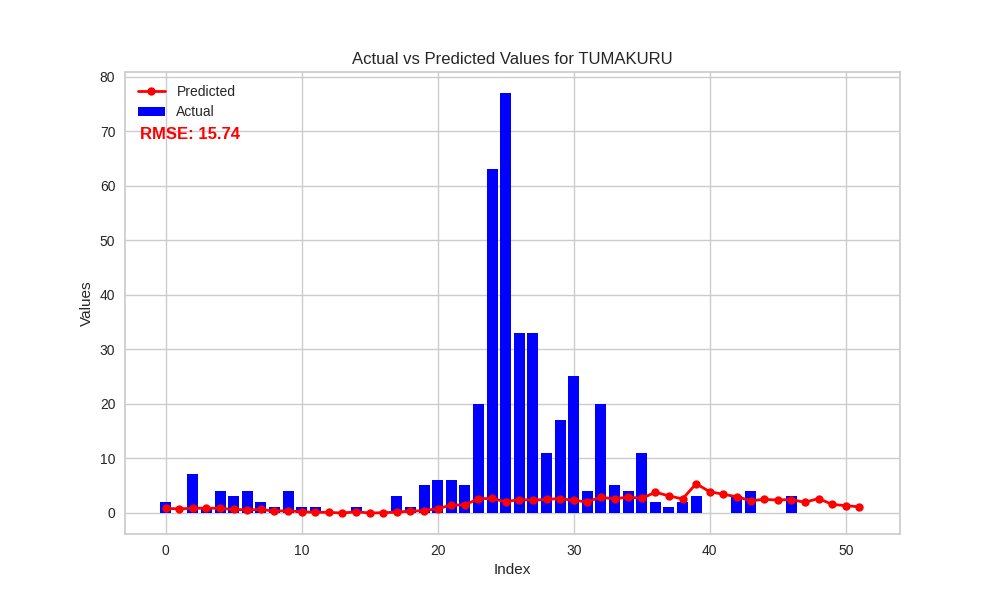 Actual vs Predicted Values for TUMAKURU
Predicted
Actual
RMSE: 15.74
Values
80
70
60
50
40
30
20
10
0
0 10 20 30 40 50
Index